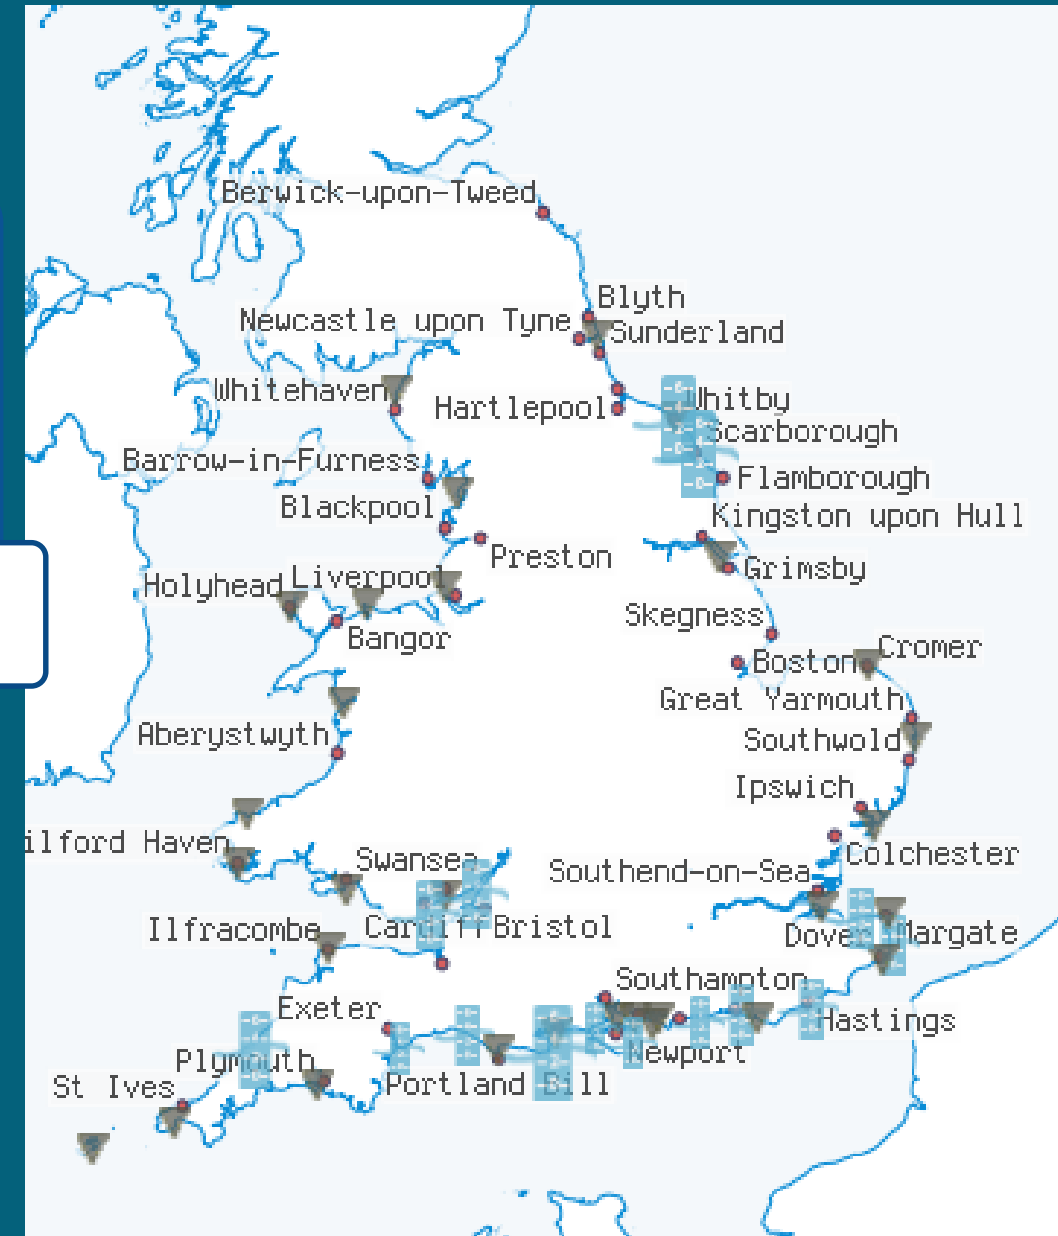 Berwick-upon-Tweed
Blyth
Newcastle upon Tyne
Sunderland
Whitehaven
Whitby
Hartlepool
Scarborough
Barrow-in-Furness
Flamborough
Blackpool
Kingston upon Hull
Preston
Grimsby
Liverpool
Holyhead
Skegness
Bangor
Cromer
Boston
Great Yarmouth
Aberystwyth
Southwold
Ipswich
ilford Haven
Colchester
Swansea
Southend-on-Sea
Cardiff
Bristol
Ilfracombe
Dover
Margate
Southampton
Exeter
Hastings
Newport
Plymouth
St Ives
Portland Bill